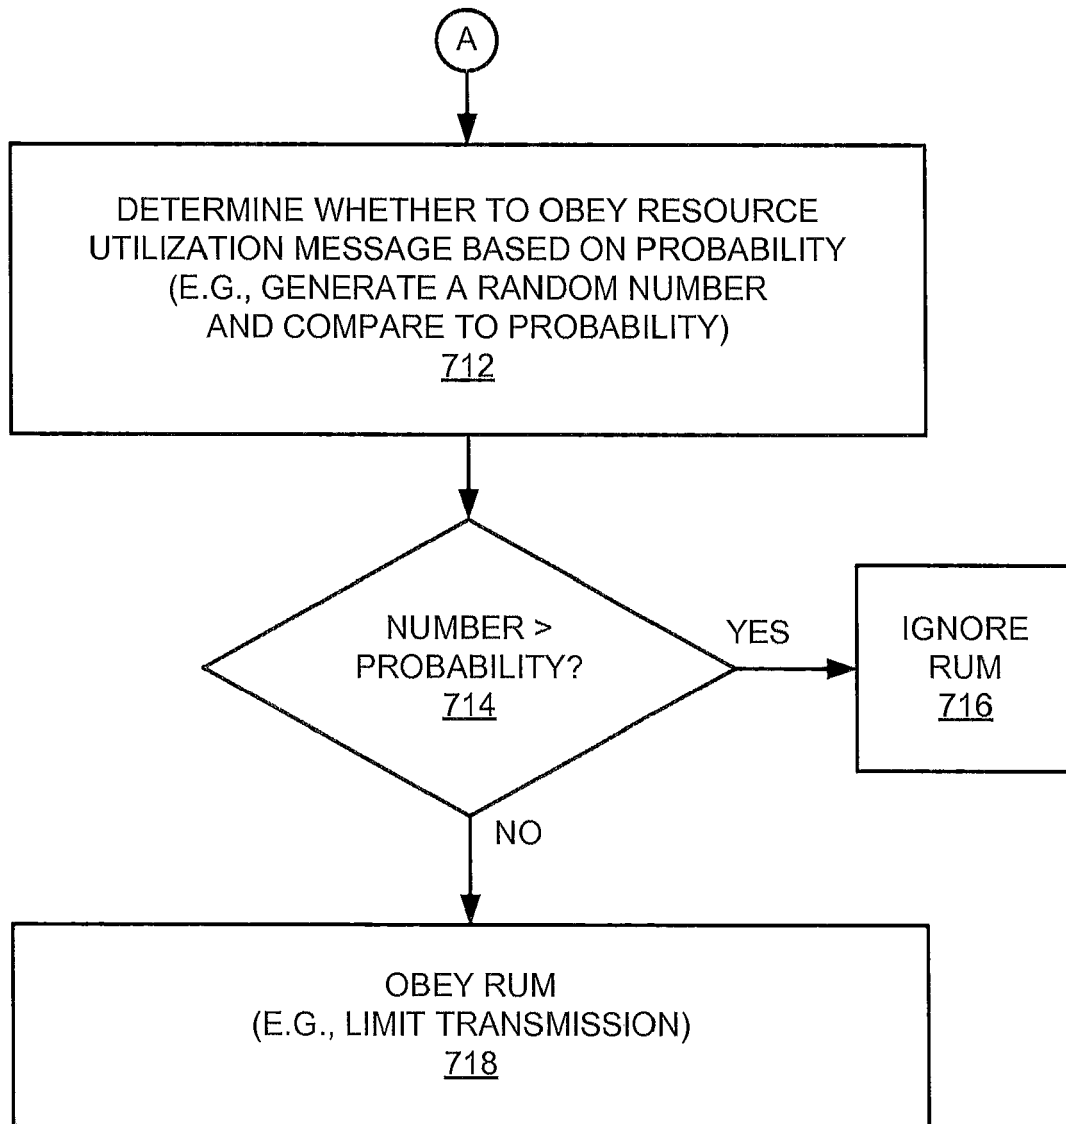 A
DETERMINE WHETHER TO OBEY RESOURCE
UTILIZATION MESSAGE BASED ON PROBABILITY
(E.G., GENERATE A RANDOM NUMBER
AND COMPARE TO PROBABILITY)
712
NUMBER >
PROBABILITY?
714
YES
IGNORE
RUM
716
NO
OBEY RUM
(E.G., LIMIT TRANSMISSION)
718